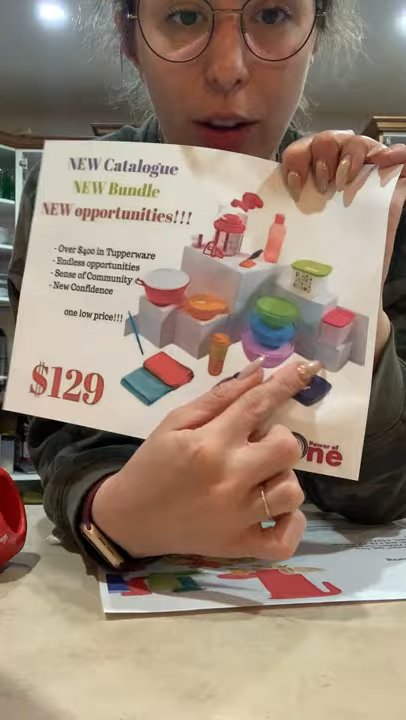 NEW Catalogue
NEW Bundle
NEW opportunities!!!
- Over $400 in Tupperware
- Endless opportunities
- Sense of Community
- New Confidence
one low price!!!
$129
Power of
One